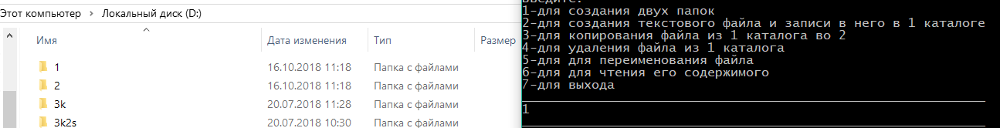 Этот компьютер > Локальный диск (D:)
Имя Дата изменения Тип Размер
1 16.10.2018 11:18 Папка с файлами
2 16.10.2018 11:18 Папка с файлами
3k 20.07.2018 11:28 Папка с файлами
3k2s 20.07.2018 10:30 Папка с файлами
Введите:
1-для создания двух папок
2-для создания текстового файла и записи в него в 1 каталоге
3-для копирования файла из 1 каталога во 2
4-для удаления файла из 1 каталога
5-для для переименования файла
6-для для чтения его содержимого
7-для выхода
1